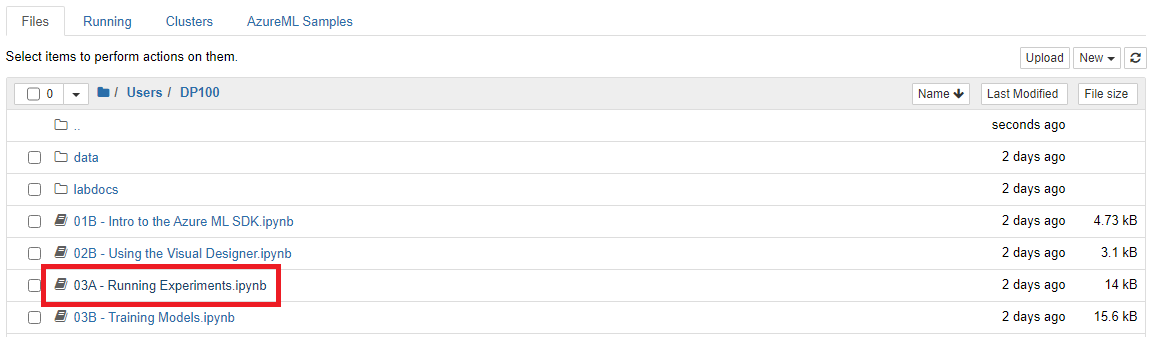 Files Running Clusters AzureML Samples
Select items to perform actions on them. Upload New
0 / Users / DP100 Name Last Modified File size
.. seconds ago
data 2 days ago
labdocs 2 days ago
01B - Intro to the Azure ML SDK.ipynb 2 days ago 4.73 kB
02B - Using the Visual Designer.ipynb 2 days ago 3.1 kB
03A - Running Experiments.ipynb 2 days ago 14 kB
03B - Training Models.ipynb 2 days ago 15.6 kB